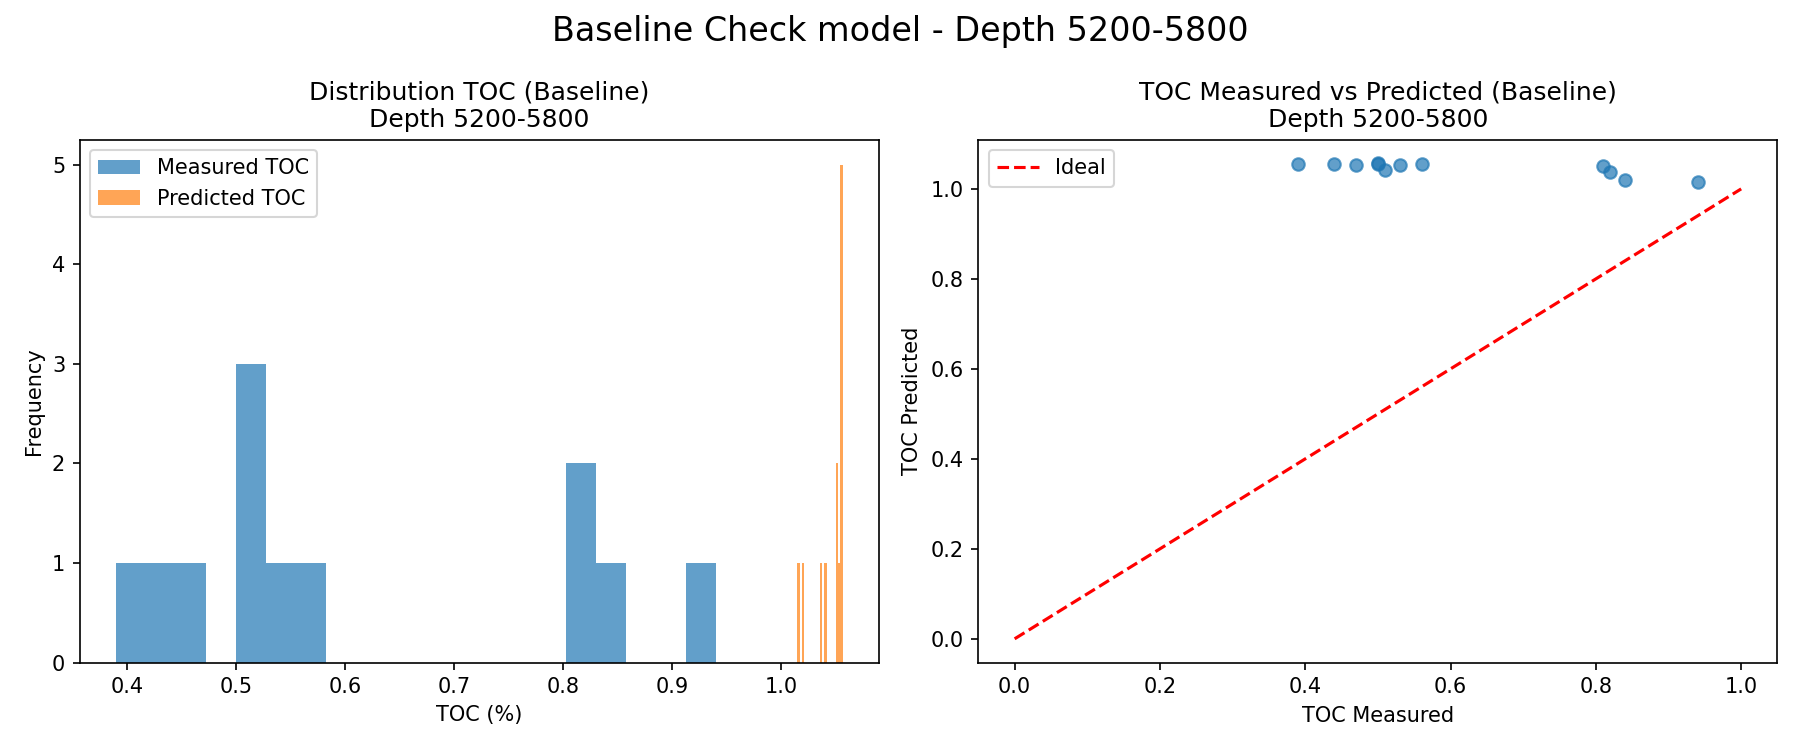 Baseline Check model - Depth 5200-5800
Distribution TOC (Baseline)
Depth 5200-5800
Measured TOC
Predicted TOC
Frequency
5
4
3
2
1
0
0.4 0.5 0.6 0.7 0.8 0.9 1.0
TOC (%)
TOC Measured vs Predicted (Baseline)
Depth 5200-5800
Ideal
TOC Predicted
1.0
0.8
0.6
0.4
0.2
0.0
0.0 0.2 0.4 0.6 0.8 1.0
TOC Measured